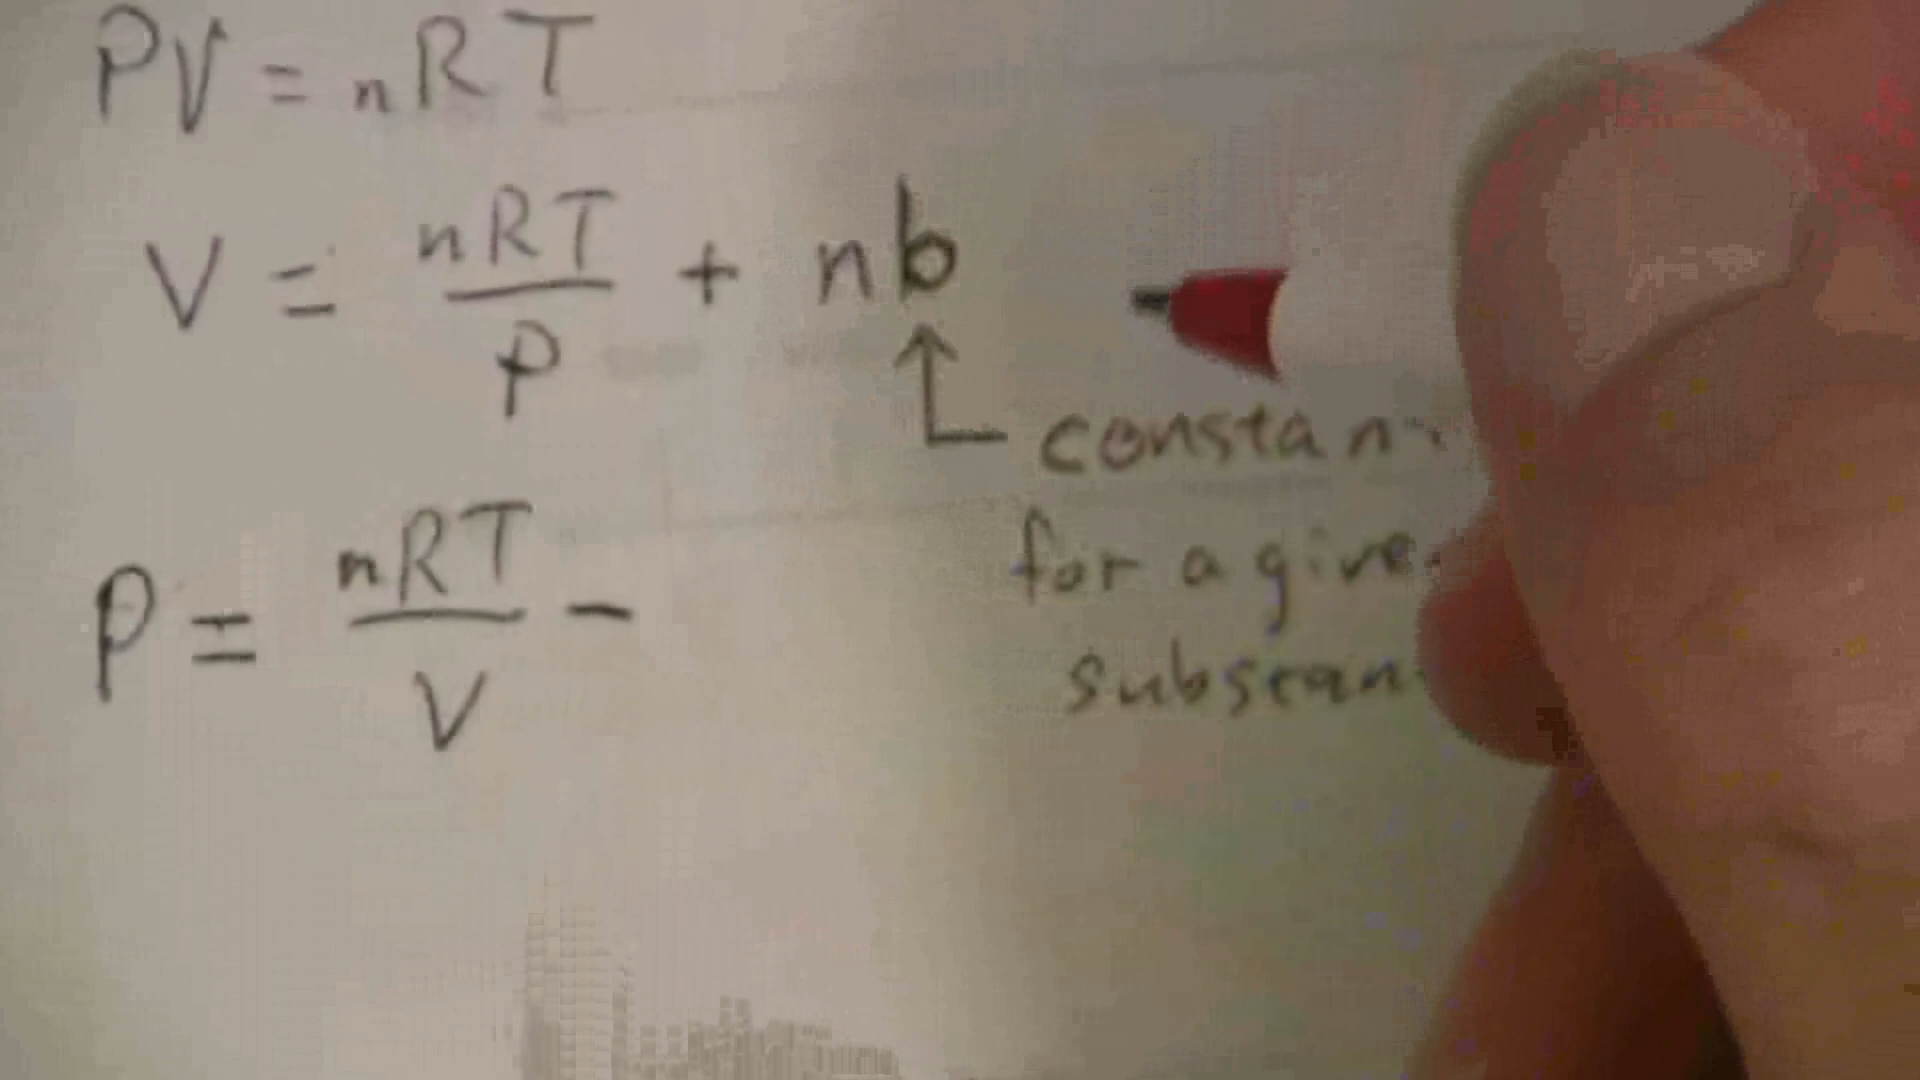 PV = nRT
V = nRT/P + nb
constan
for a give
substan
P = nRT/V -